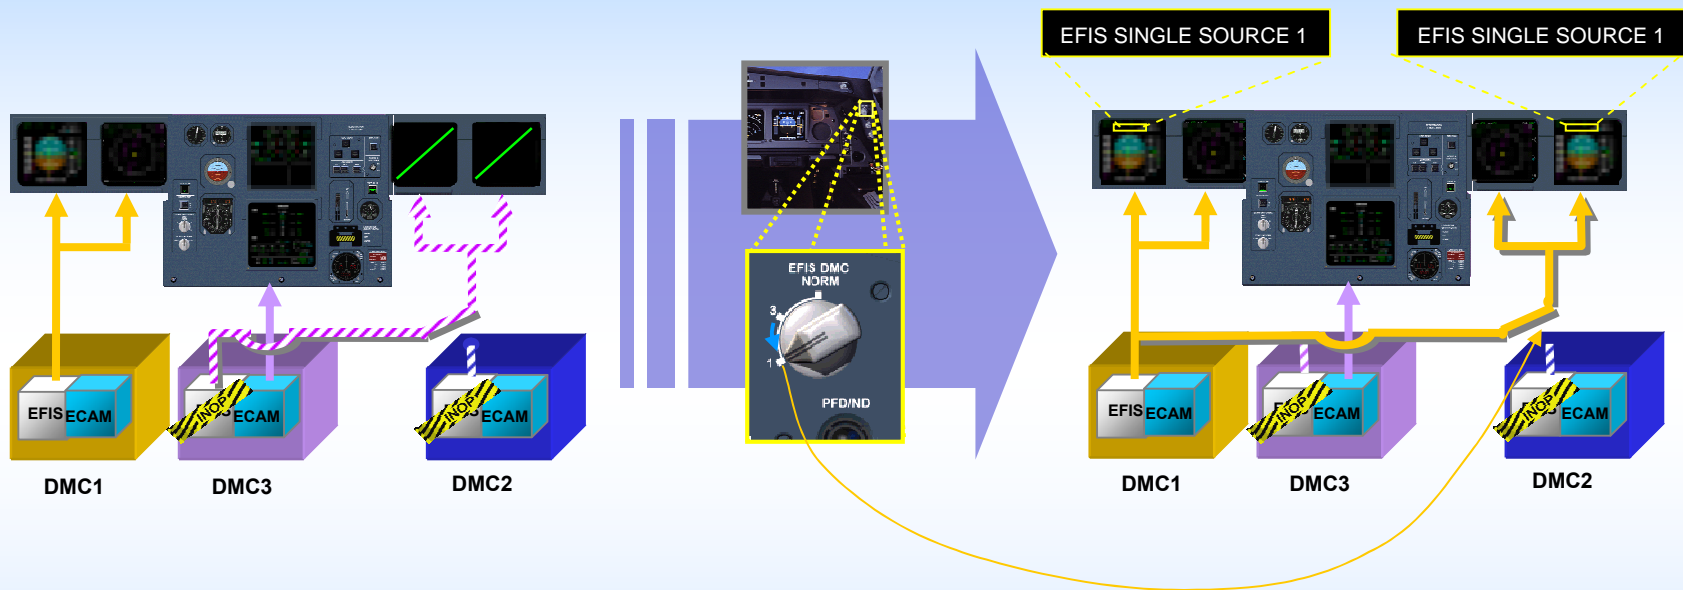 EFIS SINGLE SOURCE 1
EFIS SINGLE SOURCE 1
EFIS DMC
NORM
3
1
PFD/ND
EFIS
ECAM
INOP
ECAM
INOP
ECAM
DMC1
DMC3
DMC2
EFIS
ECAM
INOP
ECAM
INOP
ECAM
DMC1
DMC3
DMC2